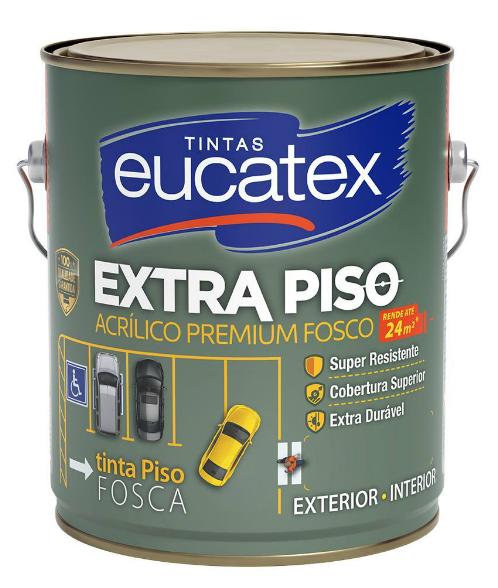 TINTAS
eucatex
EXTRA PISO
ACRÍLICO PREMIUM FOSCO
RENDE ATÉ
24m²*
Super Resistente
Cobertura Superior
Extra Durável
tinta Piso
FOSCA
EXTERIOR • INTERIOR